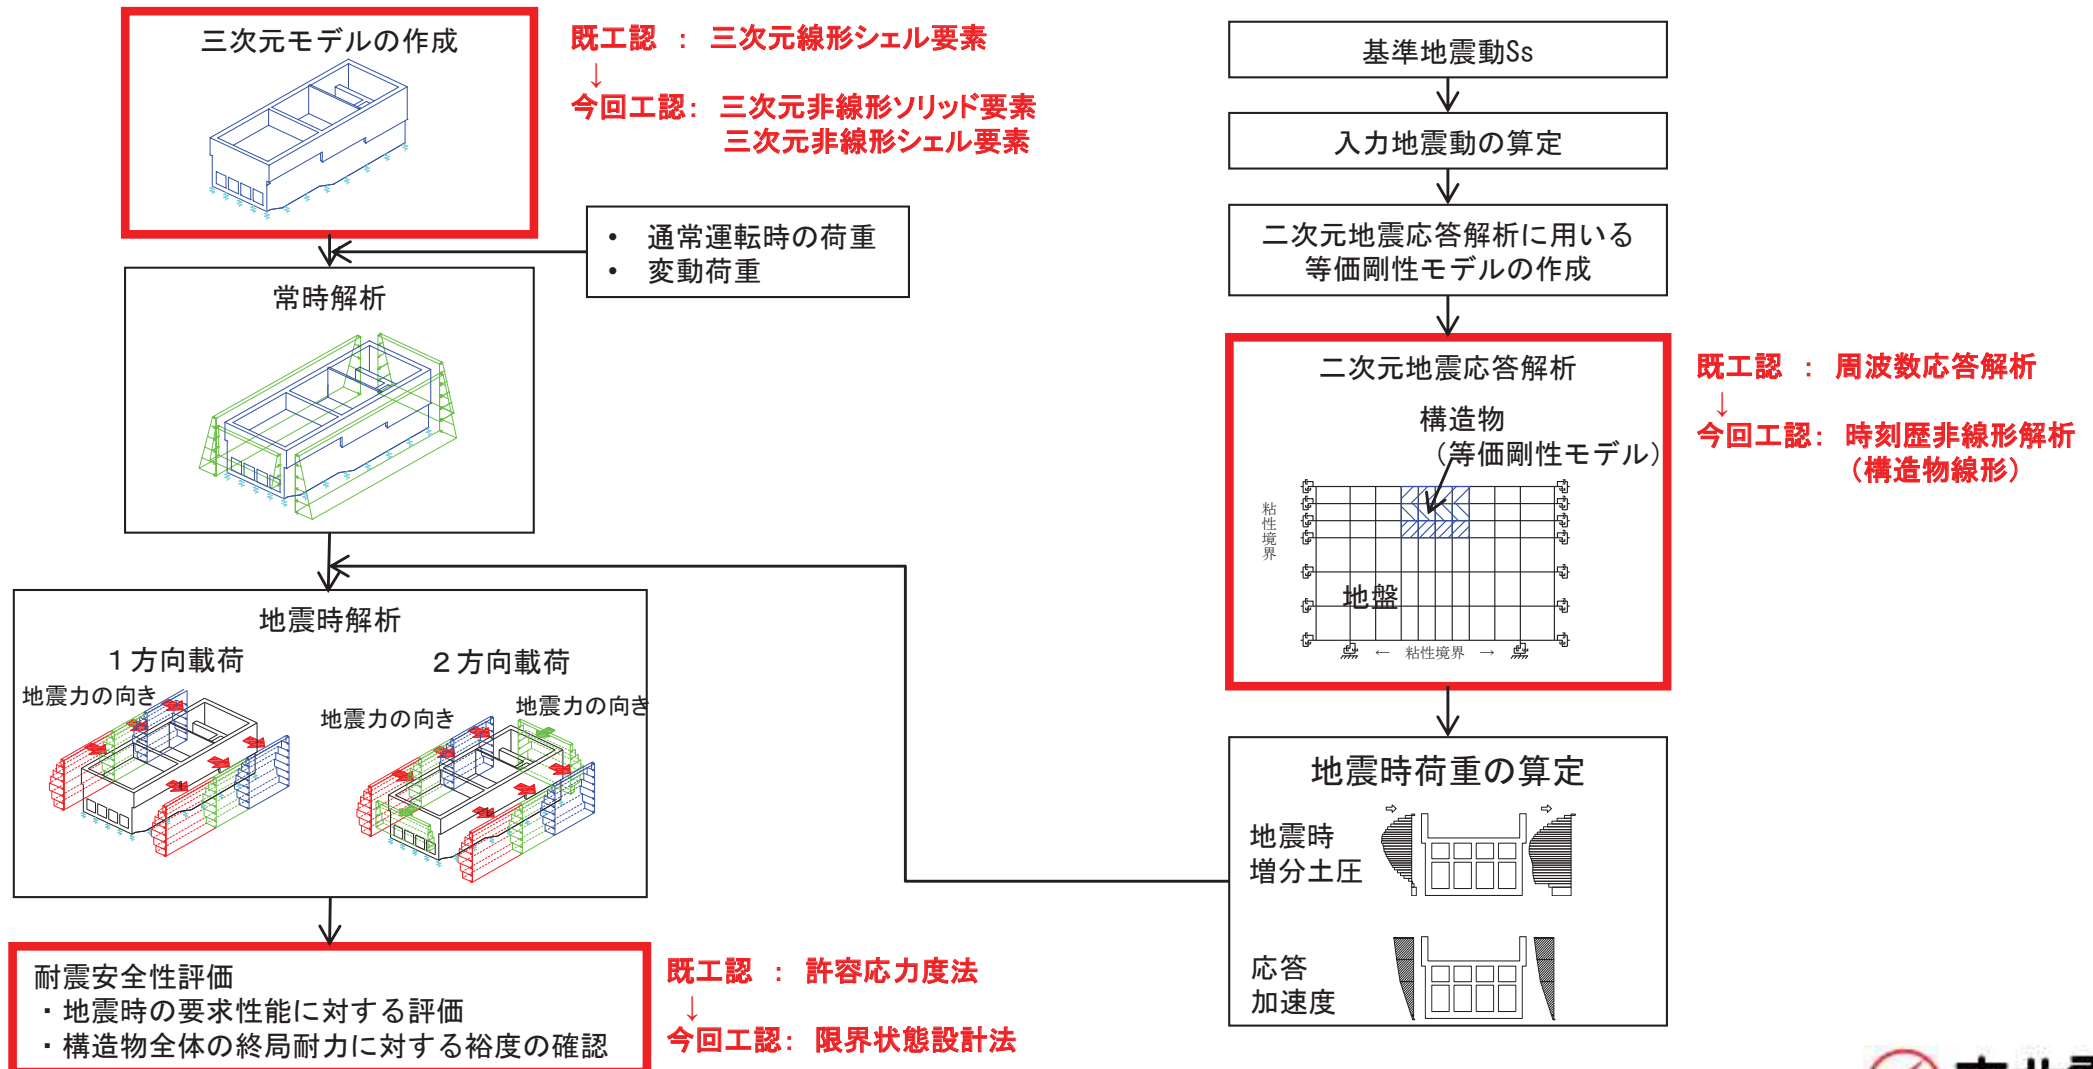 三次元モデルの作成
既工認 ： 三次元線形シェル要素
↓
今回工認： 三次元非線形ソリッド要素
三次元非線形シェル要素
• 通常運転時の荷重
• 変動荷重
常時解析
地震時解析
１方向載荷
２方向載荷
地震力の向き
地震力の向き
地震力の向き
耐震安全性評価
・地震時の要求性能に対する評価
・構造物全体の終局耐力に対する裕度の確認
既工認 ： 許容応力度法
↓
今回工認： 限界状態設計法
基準地震動Ss
入力地震動の算定
二次元地震応答解析に用いる
等価剛性モデルの作成
二次元地震応答解析
構造物
（等価剛性モデル）
粘性境界
地盤
← 粘性境界 →
既工認 ： 周波数応答解析
↓
今回工認： 時刻歴非線形解析
（構造物線形）
地震時荷重の算定
地震時
増分土圧
応答
加速度